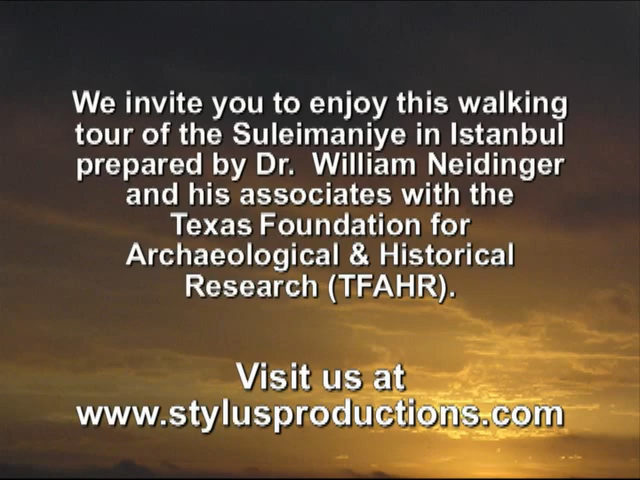 We invite you to enjoy this walking
tour of the Suleimaniye in Istanbul
prepared by Dr.  William Neidinger
and his associates with the
Texas Foundation for
Archaeological & Historical
Research (TFAHR).
Visit us at
www.stylusproductions.com